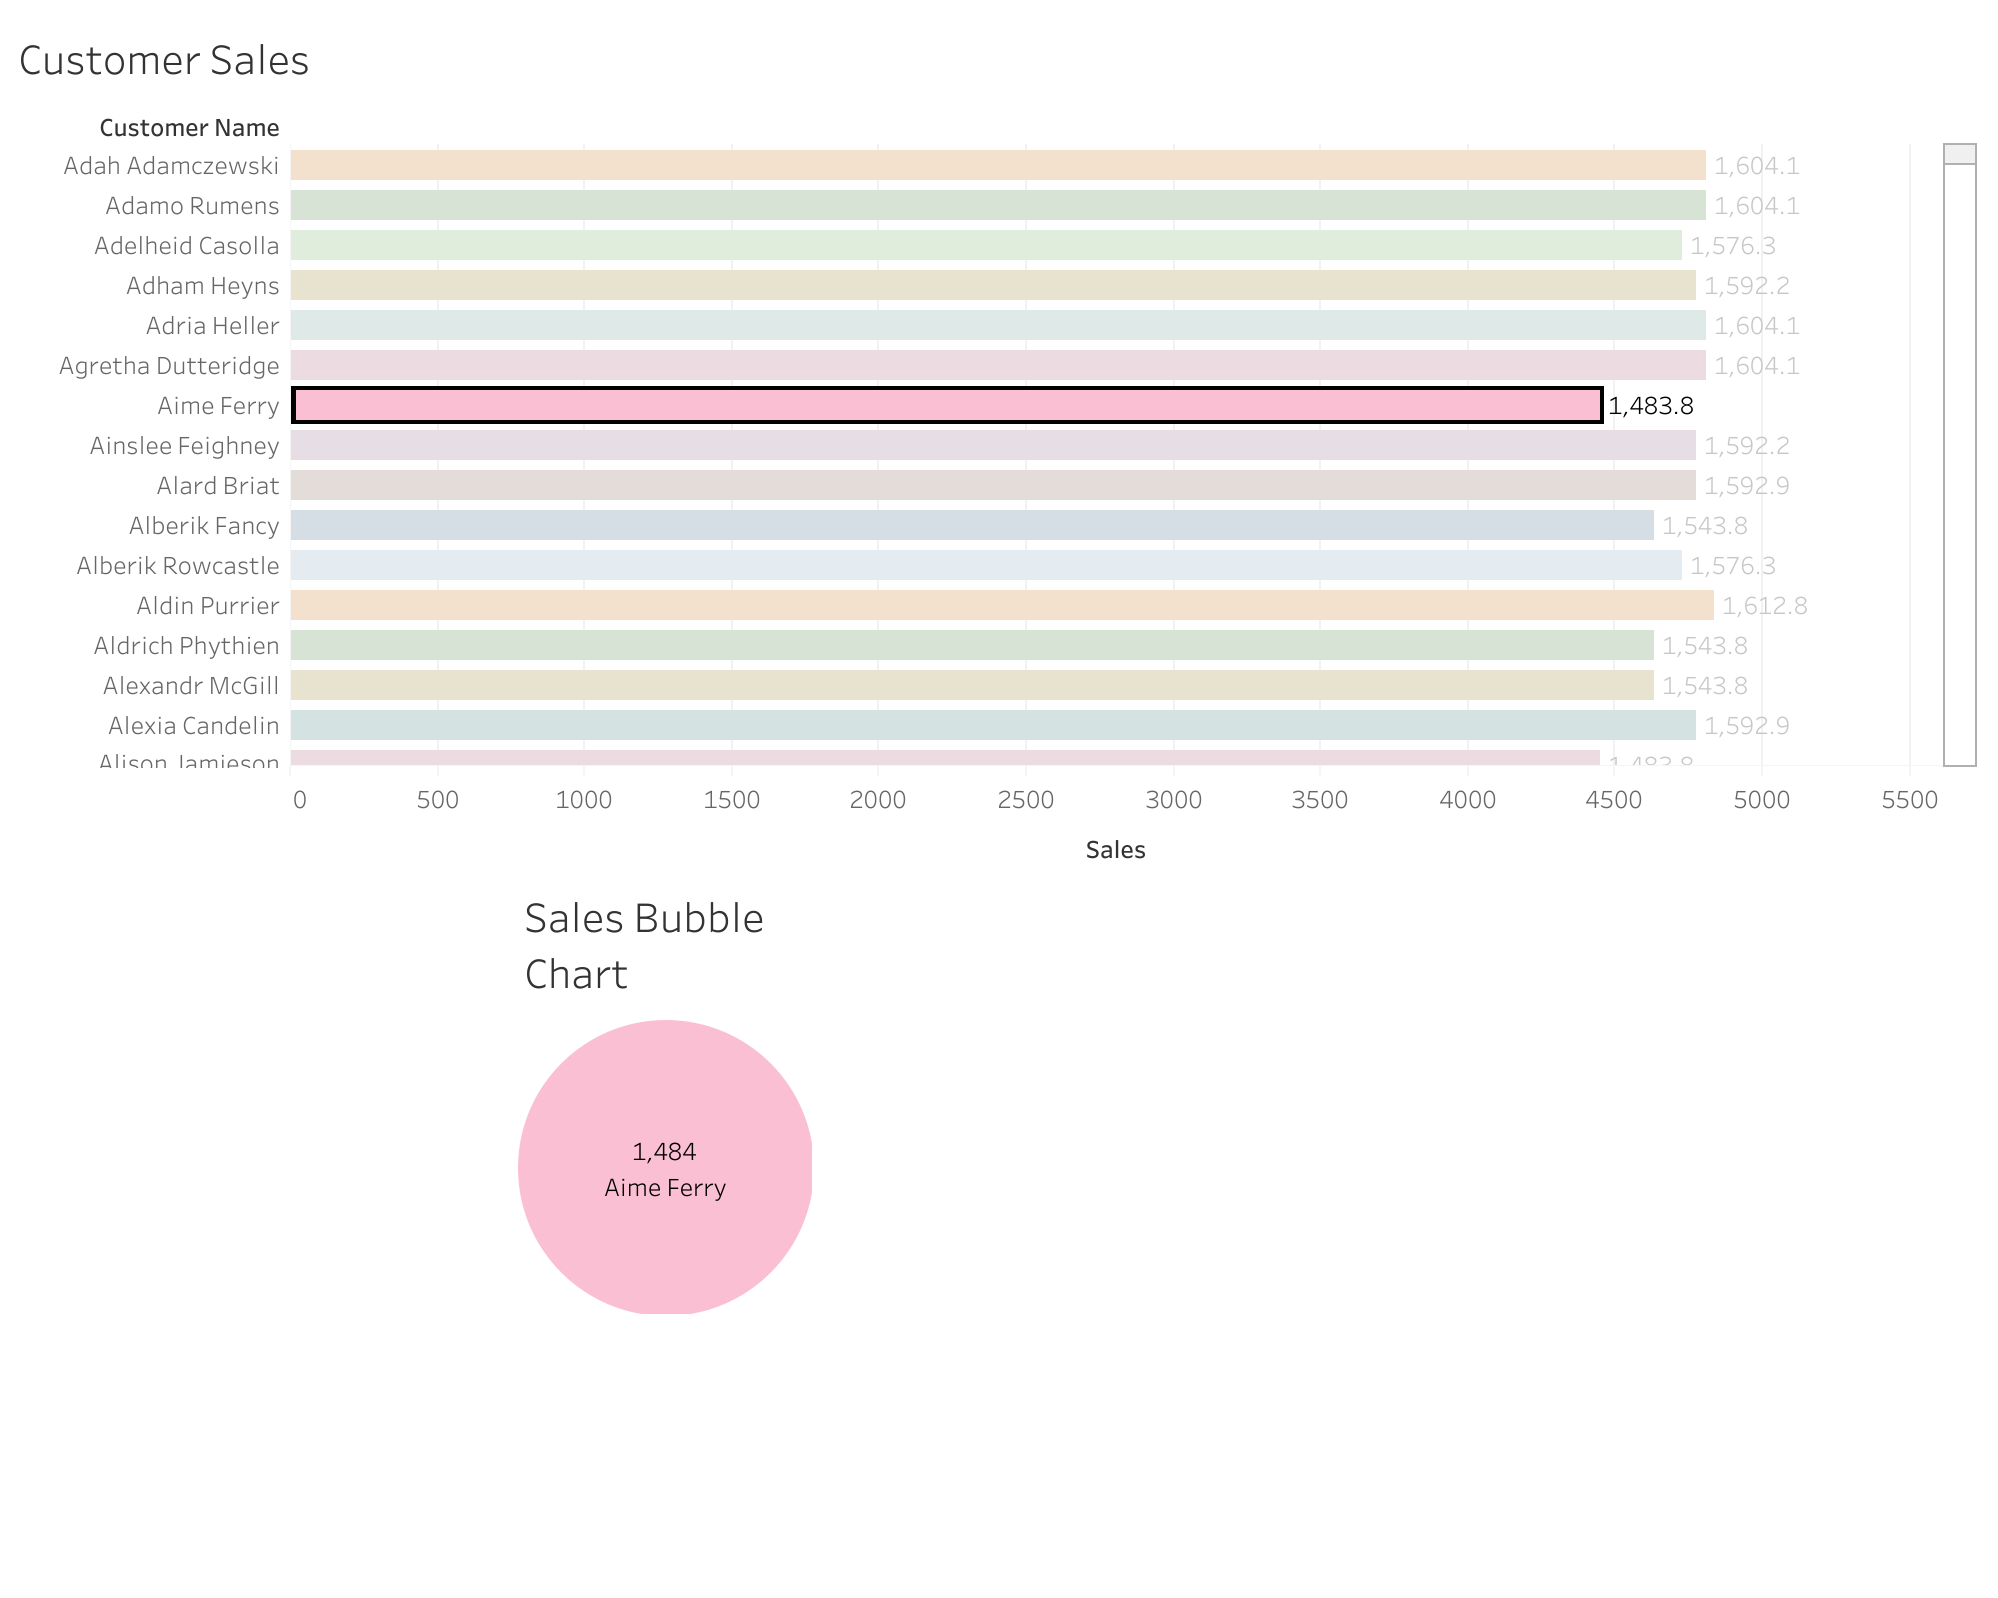 Customer Sales
Customer Name
Adah Adamczewski 1,604.1
Adamo Rumens 1,604.1
Adelheid Casolla 1,576.3
Adham Heyns 1,592.2
Adria Heller 1,604.1
Agretha Dutteridge 1,604.1
Aime Ferry 1,483.8
Ainslee Feighney 1,592.2
Alard Briat 1,592.9
Alberik Fancy 1,543.8
Alberik Rowcastle 1,576.3
Aldin Purrier 1,612.8
Aldrich Phythien 1,543.8
Alexandr McGill 1,543.8
Alexia Candelin 1,592.9
Alison Jamieson 1,483.8
0 500 1000 1500 2000 2500 3000 3500 4000 4500 5000 5500
Sales
Sales Bubble
Chart
1,484
Aime Ferry